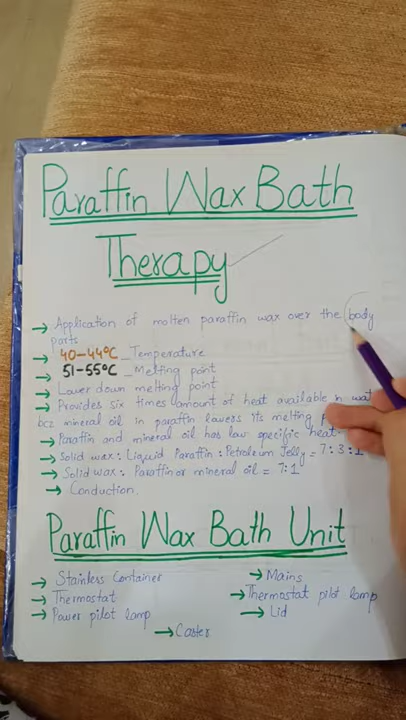 Paraffin Wax Bath
Therapy
→ Application of molten paraffin wax over the body
parts
→ 40-44°C _Temperature
→ 51-55°C _ Melting point
→ Lower down melting point
→ Provides six times amount of heat available n wat
bcz mineral oil in paraffin lowers its melting p
→ Paraffin and mineral oil has low specific heat
→ Solid wax: Liquid Paraffin: Petroleum Jelly = 7:3:1
→ Solid wax: Paraffin or mineral oil = 7:1
→ Conduction.
Paraffin Wax Bath Unit
→ Stainless Container → Mains
→ Thermostat → Thermostat pilot lamp
→ Power pilot lamp → Lid
→ Caster